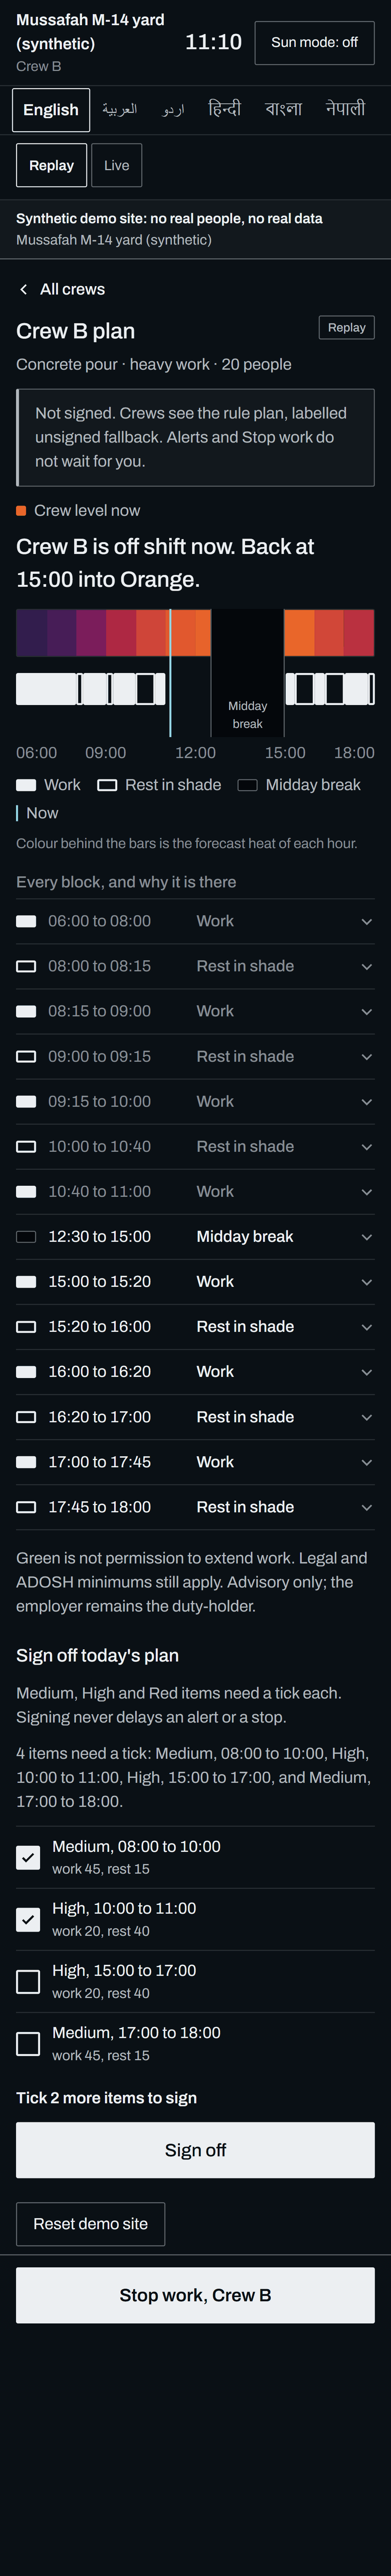 Mussafah M-14 yard
(synthetic)
Crew B
11:10
Sun mode: off
English العربية اردو हिन्दी বাংলা नेपाली
Replay Live
Synthetic demo site: no real people, no real data
Mussafah M-14 yard (synthetic)
All crews
Crew B plan
Replay
Concrete pour · heavy work · 20 people
Not signed. Crews see the rule plan, labelled
unsigned fallback. Alerts and Stop work do
not wait for you.
Crew level now
Crew B is off shift now. Back at
15:00 into Orange.
Midday
break
06:00 09:00 12:00 15:00 18:00
Work Rest in shade Midday break
Now
Colour behind the bars is the forecast heat of each hour.
Every block, and why it is there
06:00 to 08:00 Work
08:00 to 08:15 Rest in shade
08:15 to 09:00 Work
09:00 to 09:15 Rest in shade
09:15 to 10:00 Work
10:00 to 10:40 Rest in shade
10:40 to 11:00 Work
12:30 to 15:00 Midday break
15:00 to 15:20 Work
15:20 to 16:00 Rest in shade
16:00 to 16:20 Work
16:20 to 17:00 Rest in shade
17:00 to 17:45 Work
17:45 to 18:00 Rest in shade
Green is not permission to extend work. Legal and
ADOSH minimums still apply. Advisory only; the
employer remains the duty-holder.
Sign off today's plan
Medium, High and Red items need a tick each.
Signing never delays an alert or a stop.
4 items need a tick: Medium, 08:00 to 10:00, High,
10:00 to 11:00, High, 15:00 to 17:00, and Medium,
17:00 to 18:00.
Medium, 08:00 to 10:00
work 45, rest 15
High, 10:00 to 11:00
work 20, rest 40
High, 15:00 to 17:00
work 20, rest 40
Medium, 17:00 to 18:00
work 45, rest 15
Tick 2 more items to sign
Sign off
Reset demo site
Stop work, Crew B